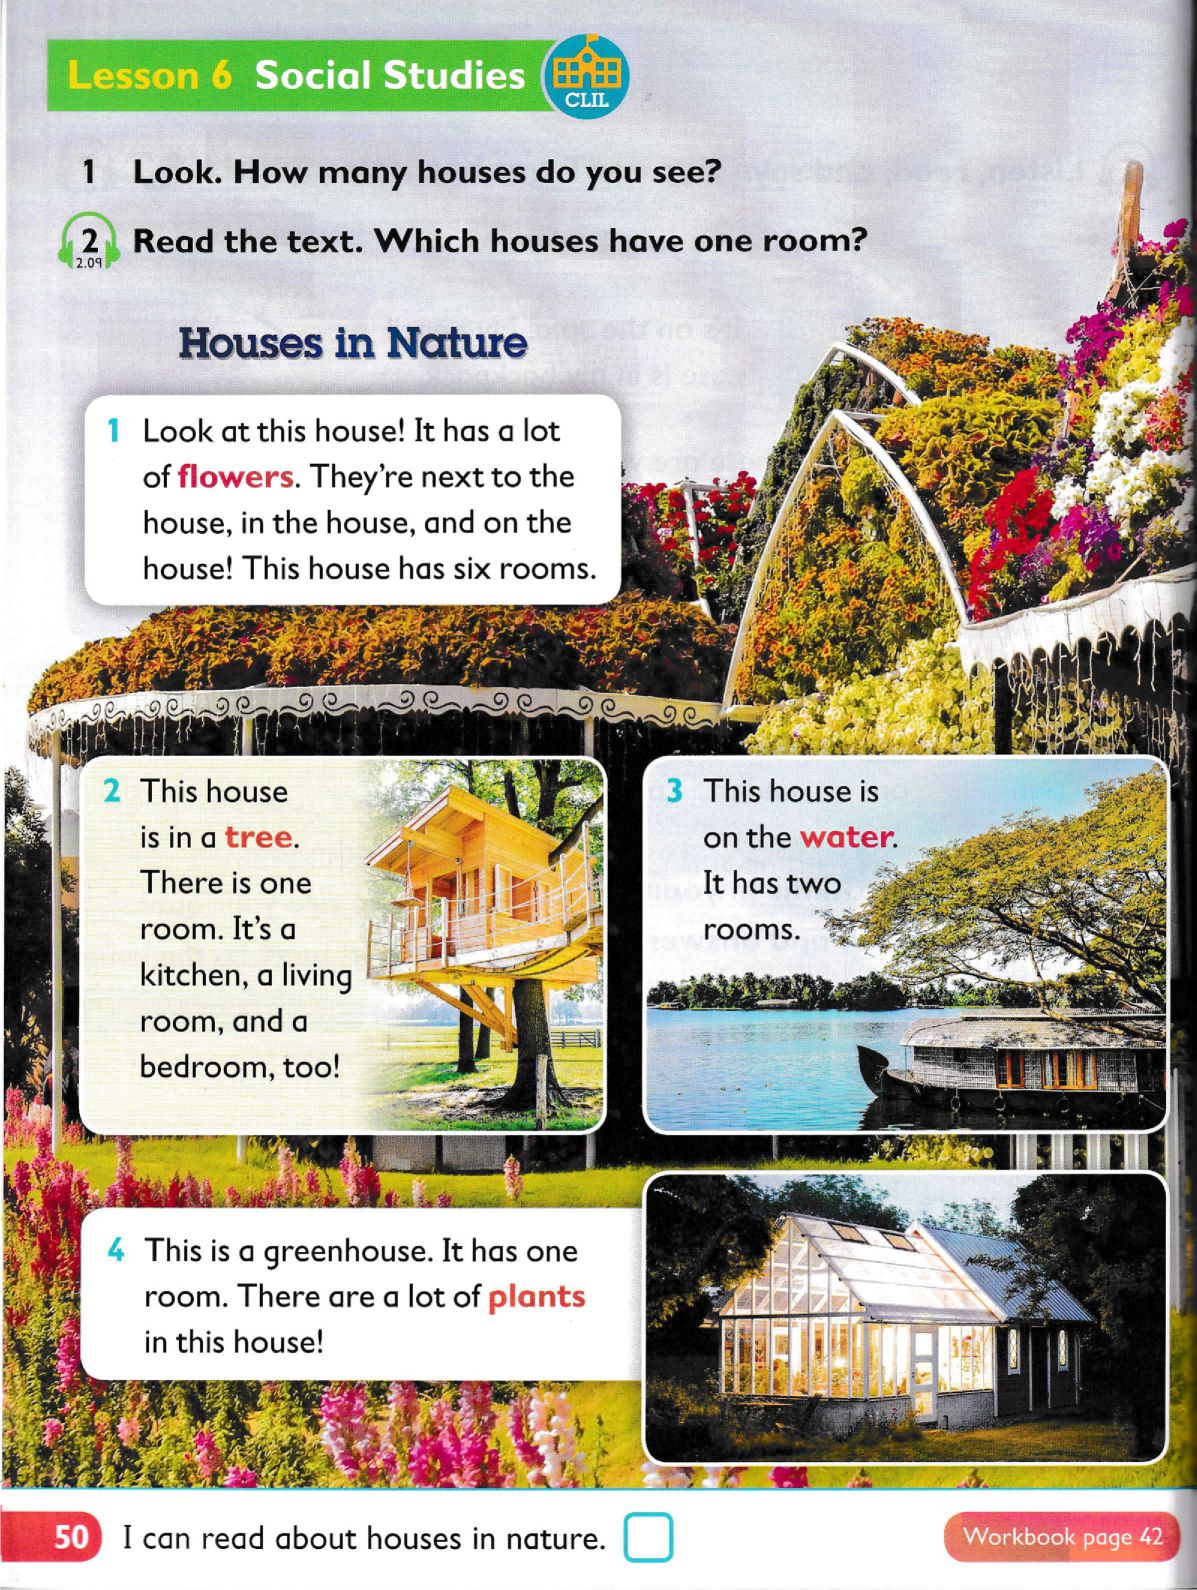 Lesson 6 Social Studies
CLIL
1 Look. How many houses do you see?
2 Read the text. Which houses have one room?
2.09
Houses in Nature
1 Look at this house! It has a lot
of flowers. They're next to the
house, in the house, and on the
house! This house has six rooms.
2 This house
is in a tree.
There is one
room. It's a
kitchen, a living
room, and a
bedroom, too!
3 This house is
on the water.
It has two
rooms.
4 This is a greenhouse. It has one
room. There are a lot of plants
in this house!
50 I can read about houses in nature.
Workbook page 42